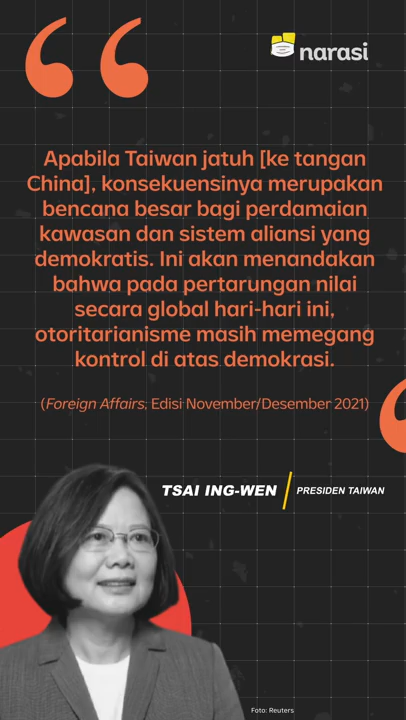 narasi
Apabila Taiwan jatuh [ke tangan
China], konsekuensinya merupakan
bencana besar bagi perdamaian
kawasan dan sistem aliansi yang
demokratis. Ini akan menandakan
bahwa pada pertarungan nilai
secara global hari-hari ini,
otoritarianisme masih memegang
kontrol di atas demokrasi.
(Foreign Affairs, Edisi November/Desember 2021)
TSAI ING-WEN / PRESIDEN TAIWAN
Foto: Reuters